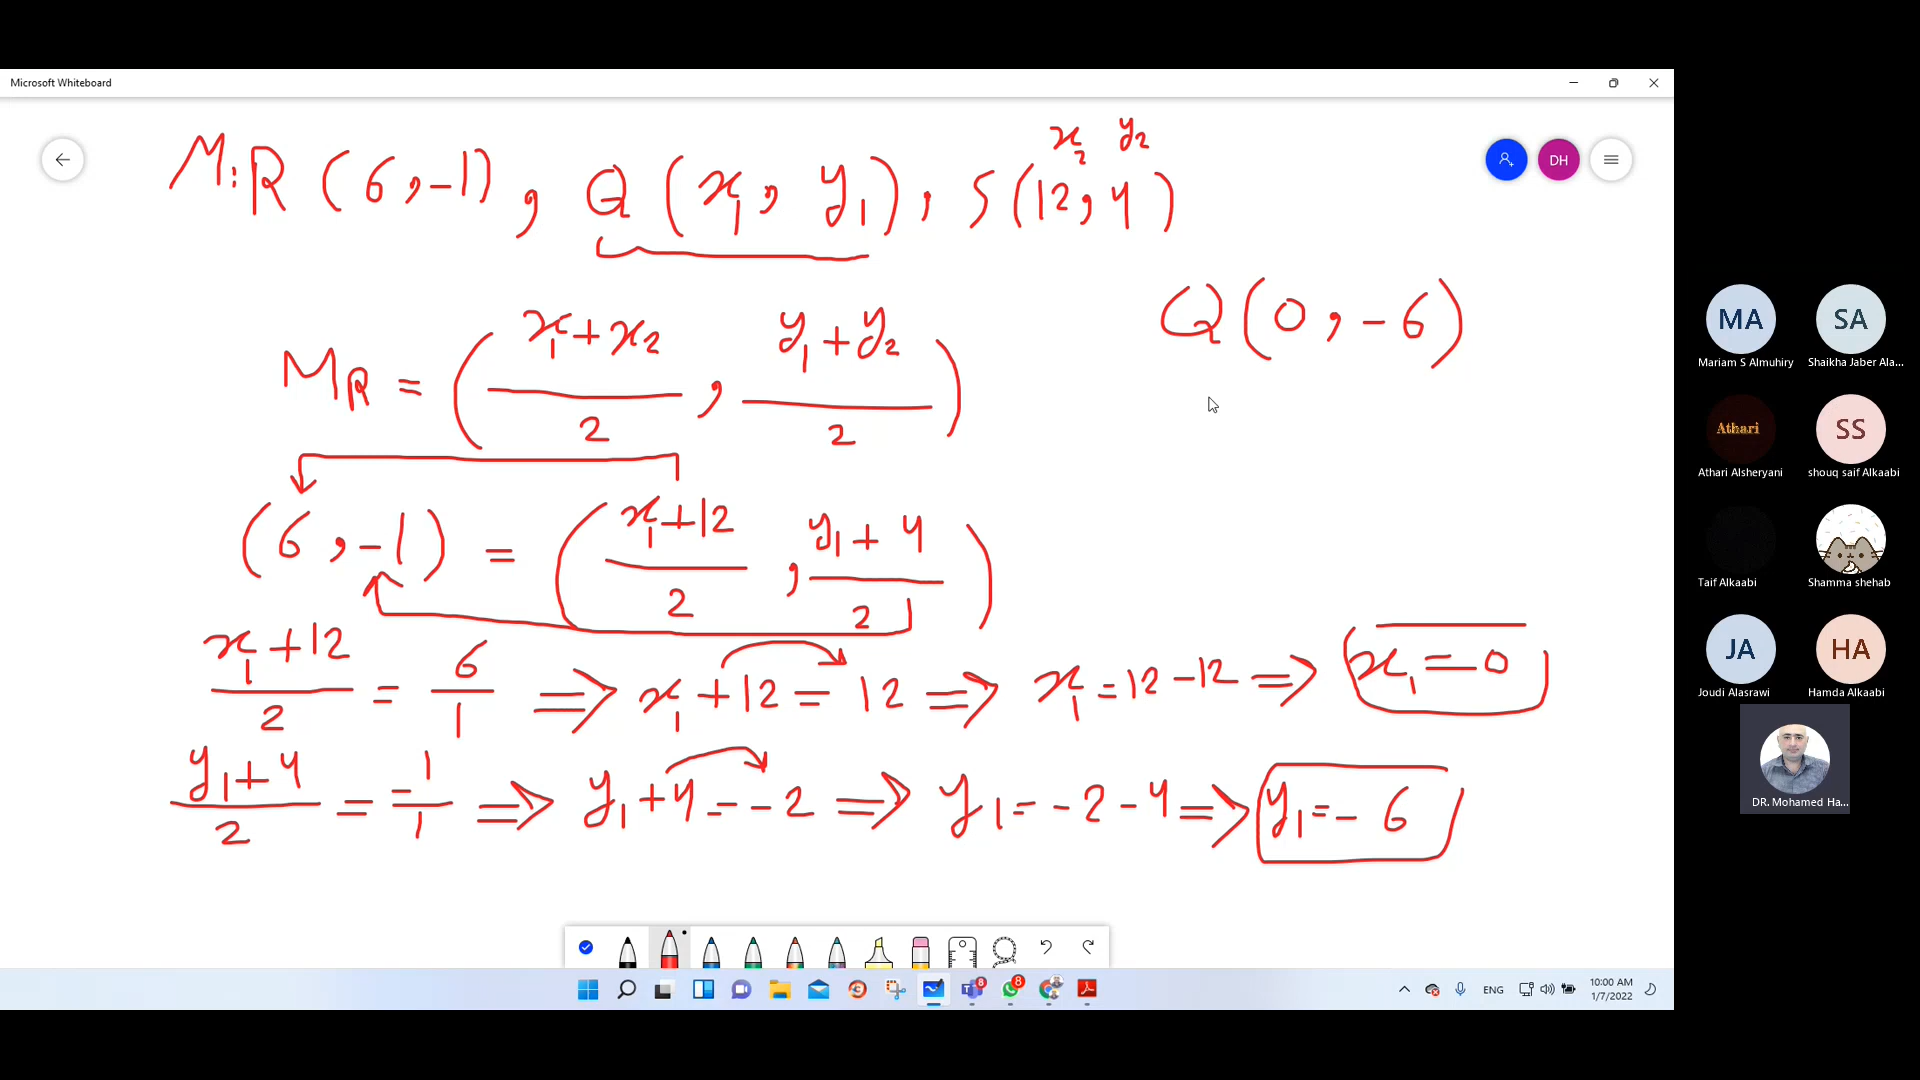 Microsoft Whiteboard
x₂ y₂
M:R (6,-1), Q (x₁, y₁), S(12,4)
DH
Q(0,-6)
M_R = (x₁+x₂/2, y₁+y₂/2)
(6,-1) = (x₁+12/2, y₁+4/2)
x₁+12/2 = 6/1 ⇒ x₁+12 = 12 ⇒ x₁=12-12 ⇒ x₁=0
y₁+4/2 = -1/1 ⇒ y₁+4=-2 ⇒ y₁=-2-4 ⇒ y₁=-6
MA
Mariam S Almuhiry
SA
Shaikha Jaber Ala...
Athari
Athari Alsheryani
SS
shouq saif Alkaabi
Taif Alkaabi
Shamma shehab
JA
Joudi Alasrawi
HA
Hamda Alkaabi
DR. Mohamed Ha...
8
8
ENG
10:00 AM
1/7/2022